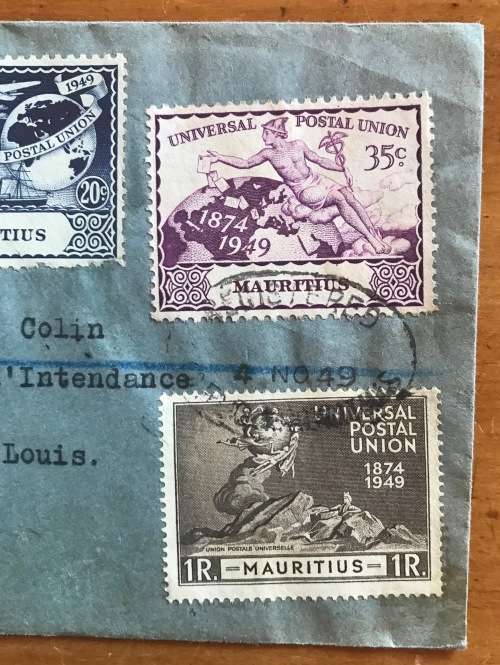 1949
POSTAL UNION
20c
TIUS
UNIVERSAL POSTAL UNION
35c.
1874
1949
MAURITIUS
REGISTERED
Colin
l'Intendance
4 NO 49
Louis.
UNIVERSAL
POSTAL
UNION
1874
1949
UNION POSTALE UNIVERSELLE
1R. — MAURITIUS — 1R.